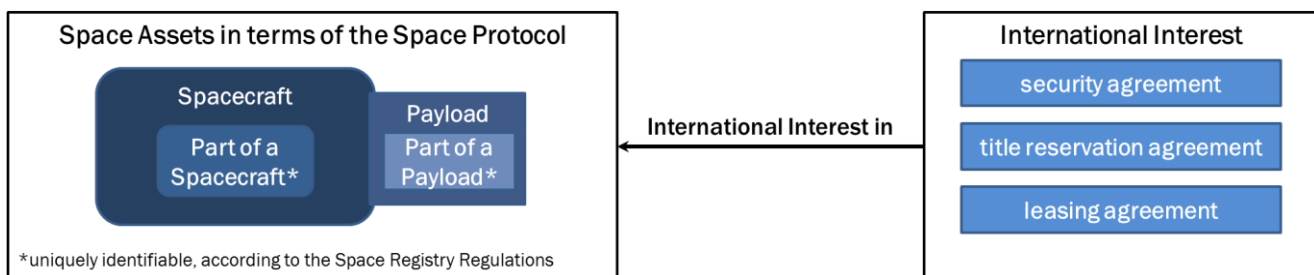 Space Assets in terms of the Space Protocol
Spacecraft
Part of a
Spacecraft*
Payload
Part of a
Payload*
*uniquely identifiable, according to the Space Registry Regulations
International Interest in
International Interest
security agreement
title reservation agreement
leasing agreement